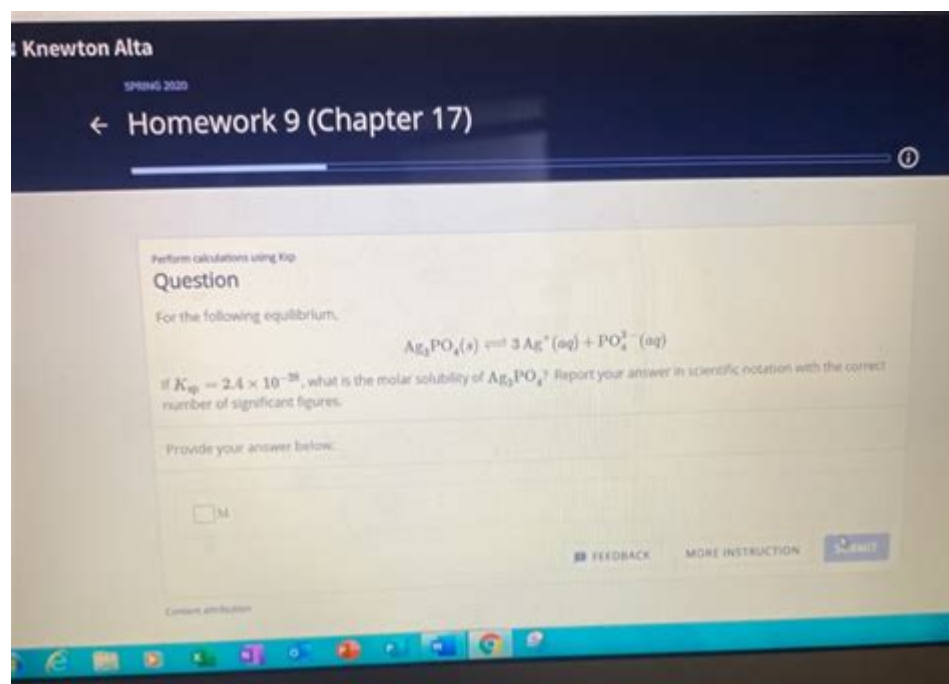 Knewton Alta
SPRING 2020
← Homework 9 (Chapter 17)
Perform calculations using Ksp
Question
For the following equilibrium,
Ag₃PO₄(s) ⇌ 3 Ag⁺(aq) + PO₄³⁻(aq)
If Kₛₚ = 2.4 × 10⁻²⁸, what is the molar solubility of Ag₃PO₄? Report your answer in scientific notation with the correct
number of significant figures.
Provide your answer below:
M
FEEDBACK MORE INSTRUCTION SUBMIT
Content attribution